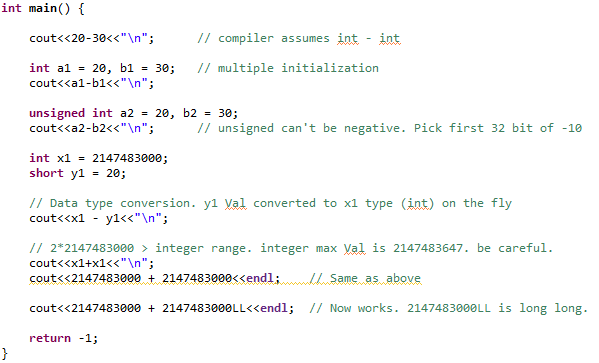 int main() {
cout<<20-30<<"\n";      // compiler assumes int - int
int a1 = 20, b1 = 30;   // multiple initialization
cout<<a1-b1<<"\n";
unsigned int a2 = 20, b2 = 30;
cout<<a2-b2<<"\n";      // unsigned can't be negative. Pick first 32 bit of -10
int x1 = 2147483000;
short y1 = 20;
// Data type conversion. y1 Val converted to x1 type (int) on the fly
cout<<x1 - y1<<"\n";
// 2*2147483000 > integer range. integer max Val is 2147483647. be careful.
cout<<x1+x1<<"\n";
cout<<2147483000 + 2147483000<<endl;    // Same as above
cout<<2147483000 + 2147483000LL<<endl;  // Now works. 2147483000LL is long long.
return -1;
}